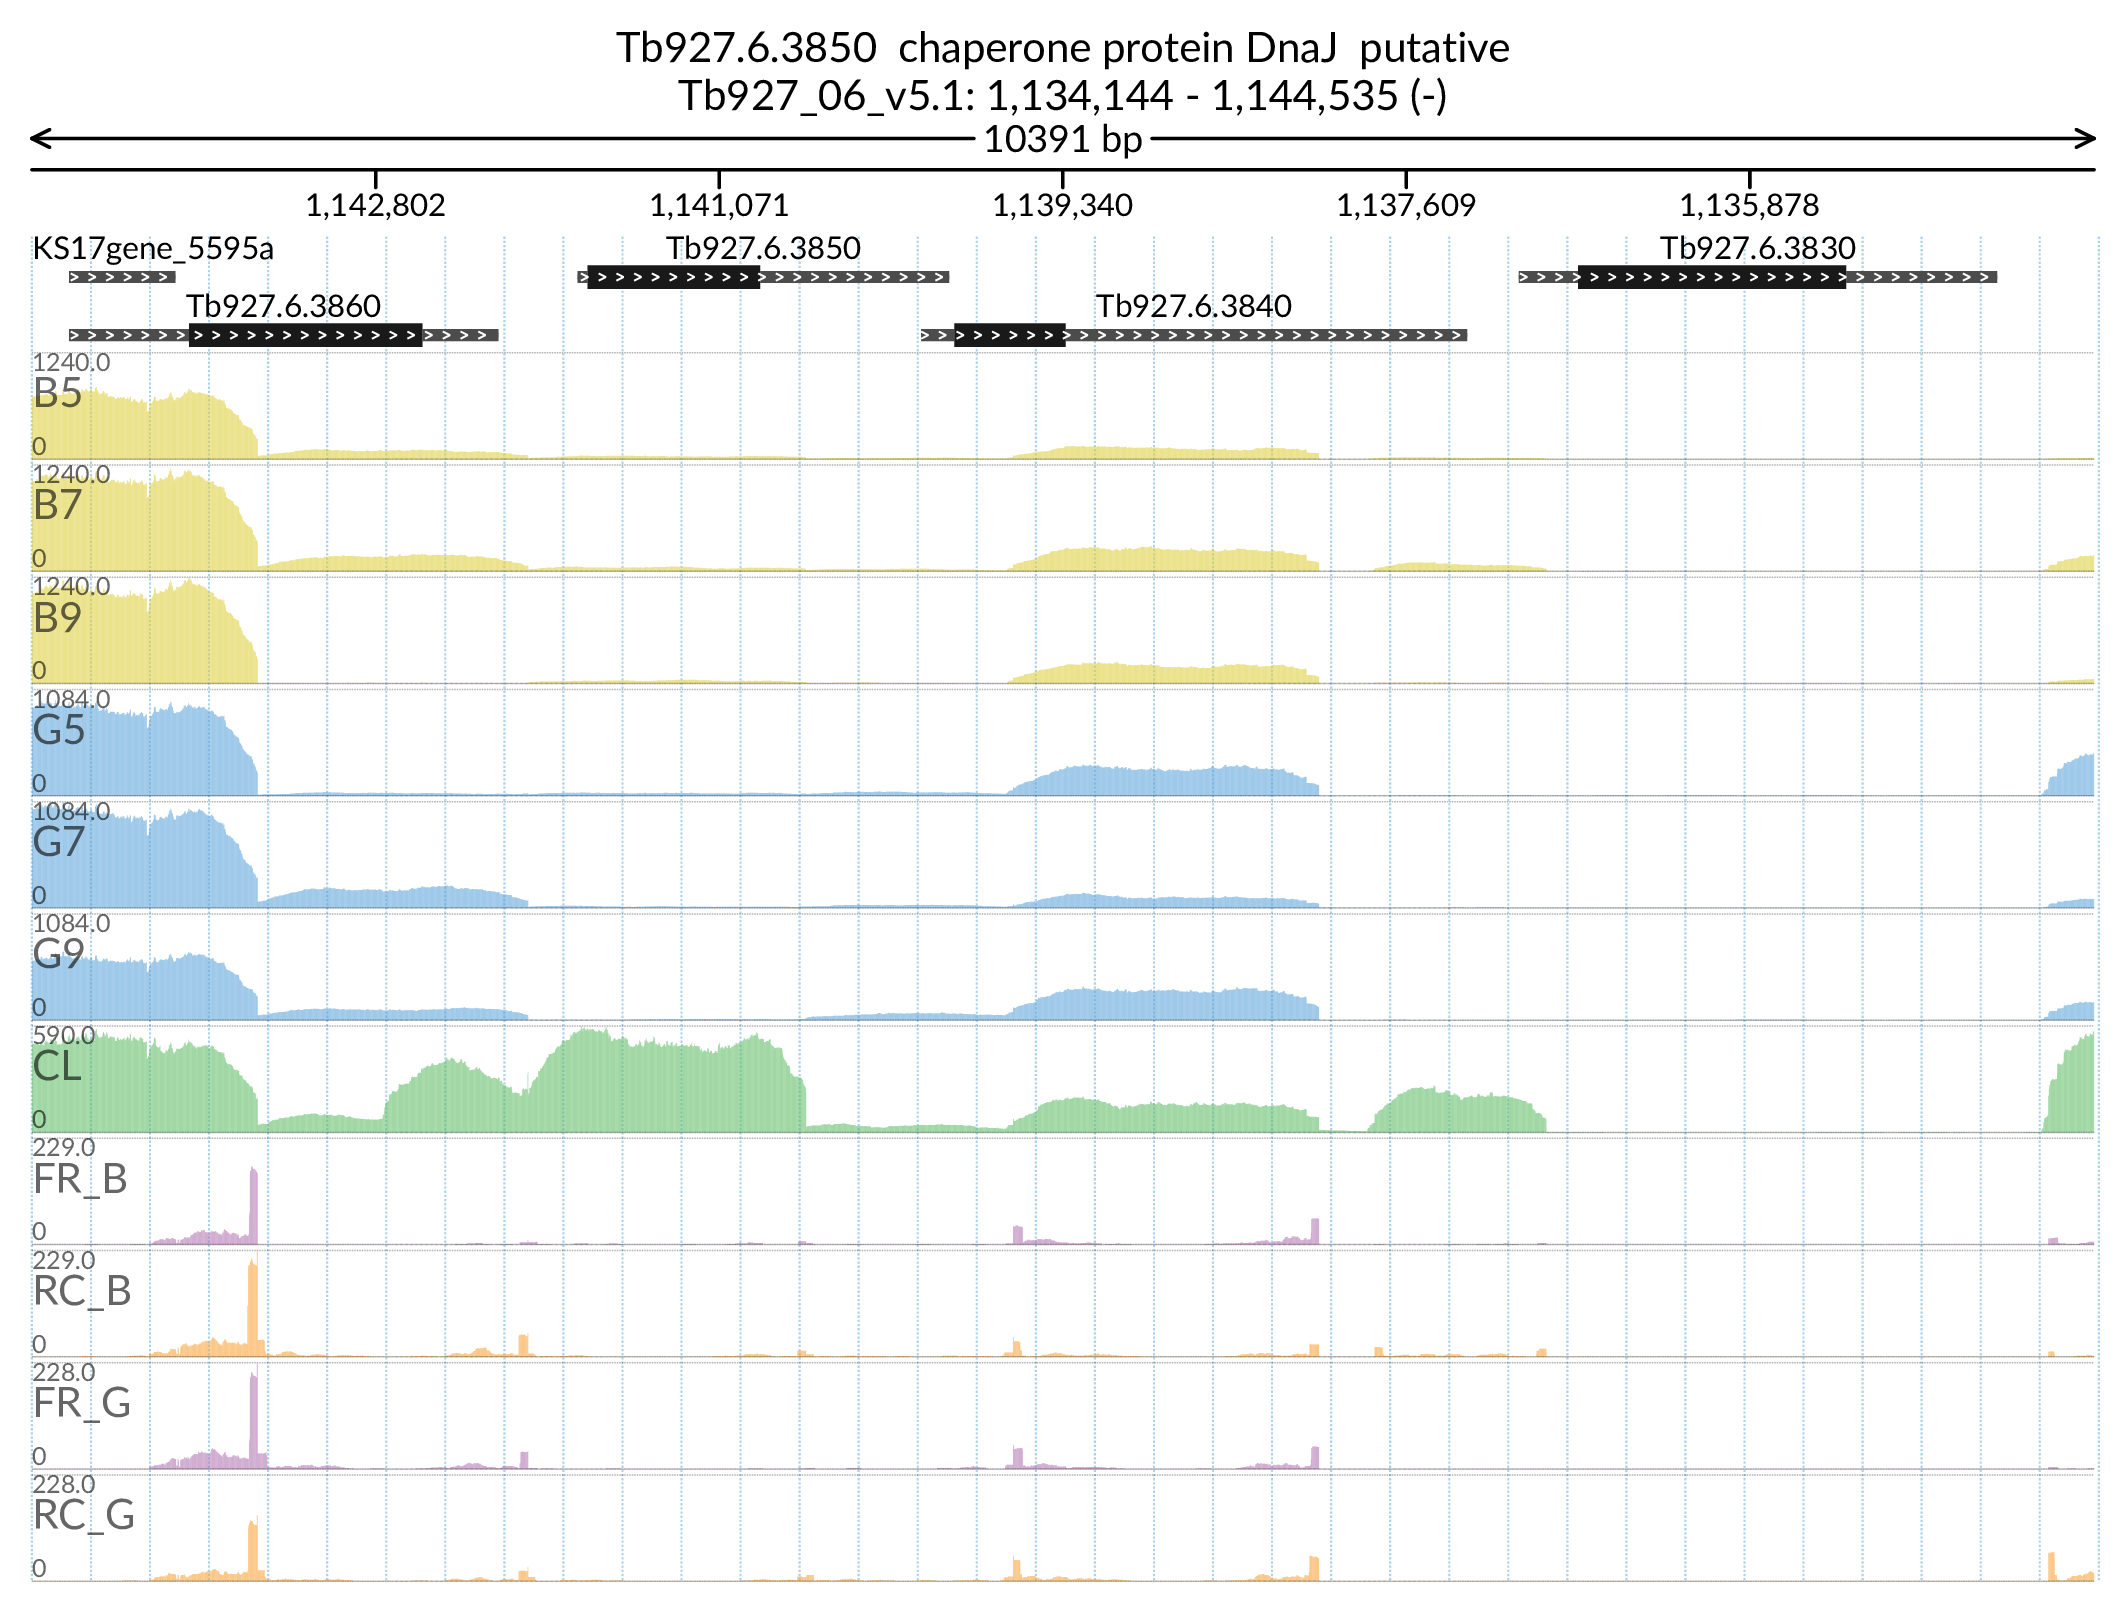 Tb927.6.3850  chaperone protein DnaJ  putative
Tb927_06_v5.1: 1,134,144 - 1,144,535 (-)
10391 bp
1,142,802 1,141,071 1,139,340 1,137,609 1,135,878
KS17gene_5595a Tb927.6.3850 Tb927.6.3830
Tb927.6.3860 Tb927.6.3840
1240.0
B5
0
1240.0
B7
0
1240.0
B9
0
1084.0
G5
0
1084.0
G7
0
1084.0
G9
0
590.0
CL
0
229.0
FR_B
0
229.0
RC_B
0
228.0
FR_G
0
228.0
RC_G
0